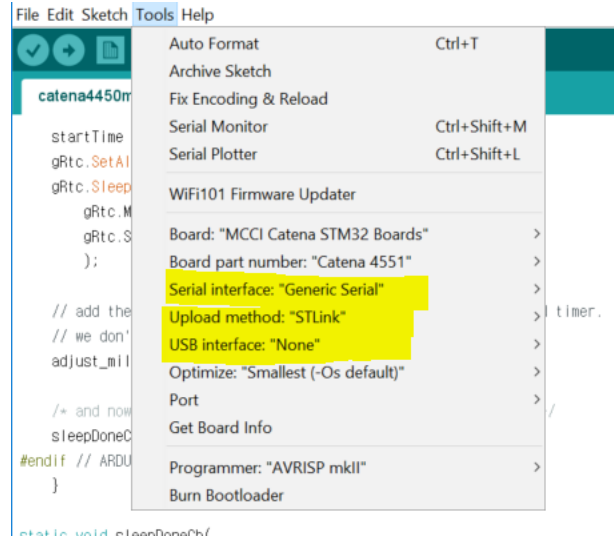 File Edit Sketch Tools Help
Auto Format Ctrl+T
Archive Sketch
catena4450m
Fix Encoding & Reload
startTime
Serial Monitor Ctrl+Shift+M
gRtc.SetAl
Serial Plotter Ctrl+Shift+L
gRtc.Sleep
WiFi101 Firmware Updater
gRtc.M
gRtc.S
Board: "MCCI Catena STM32 Boards" >
);
Board part number: "Catena 4551" >
Serial interface: "Generic Serial" >
// add the
Upload method: "STLink" >
l timer.
// we don'
USB interface: "None" >
adjust_mil
Optimize: "Smallest (-Os default)" >
Port >
/* and now
/
sleepDoneC
Get Board Info
#endif // ARDU
Programmer: "AVRISP mkII" >
}
Burn Bootloader
static void sleepDoneCb(